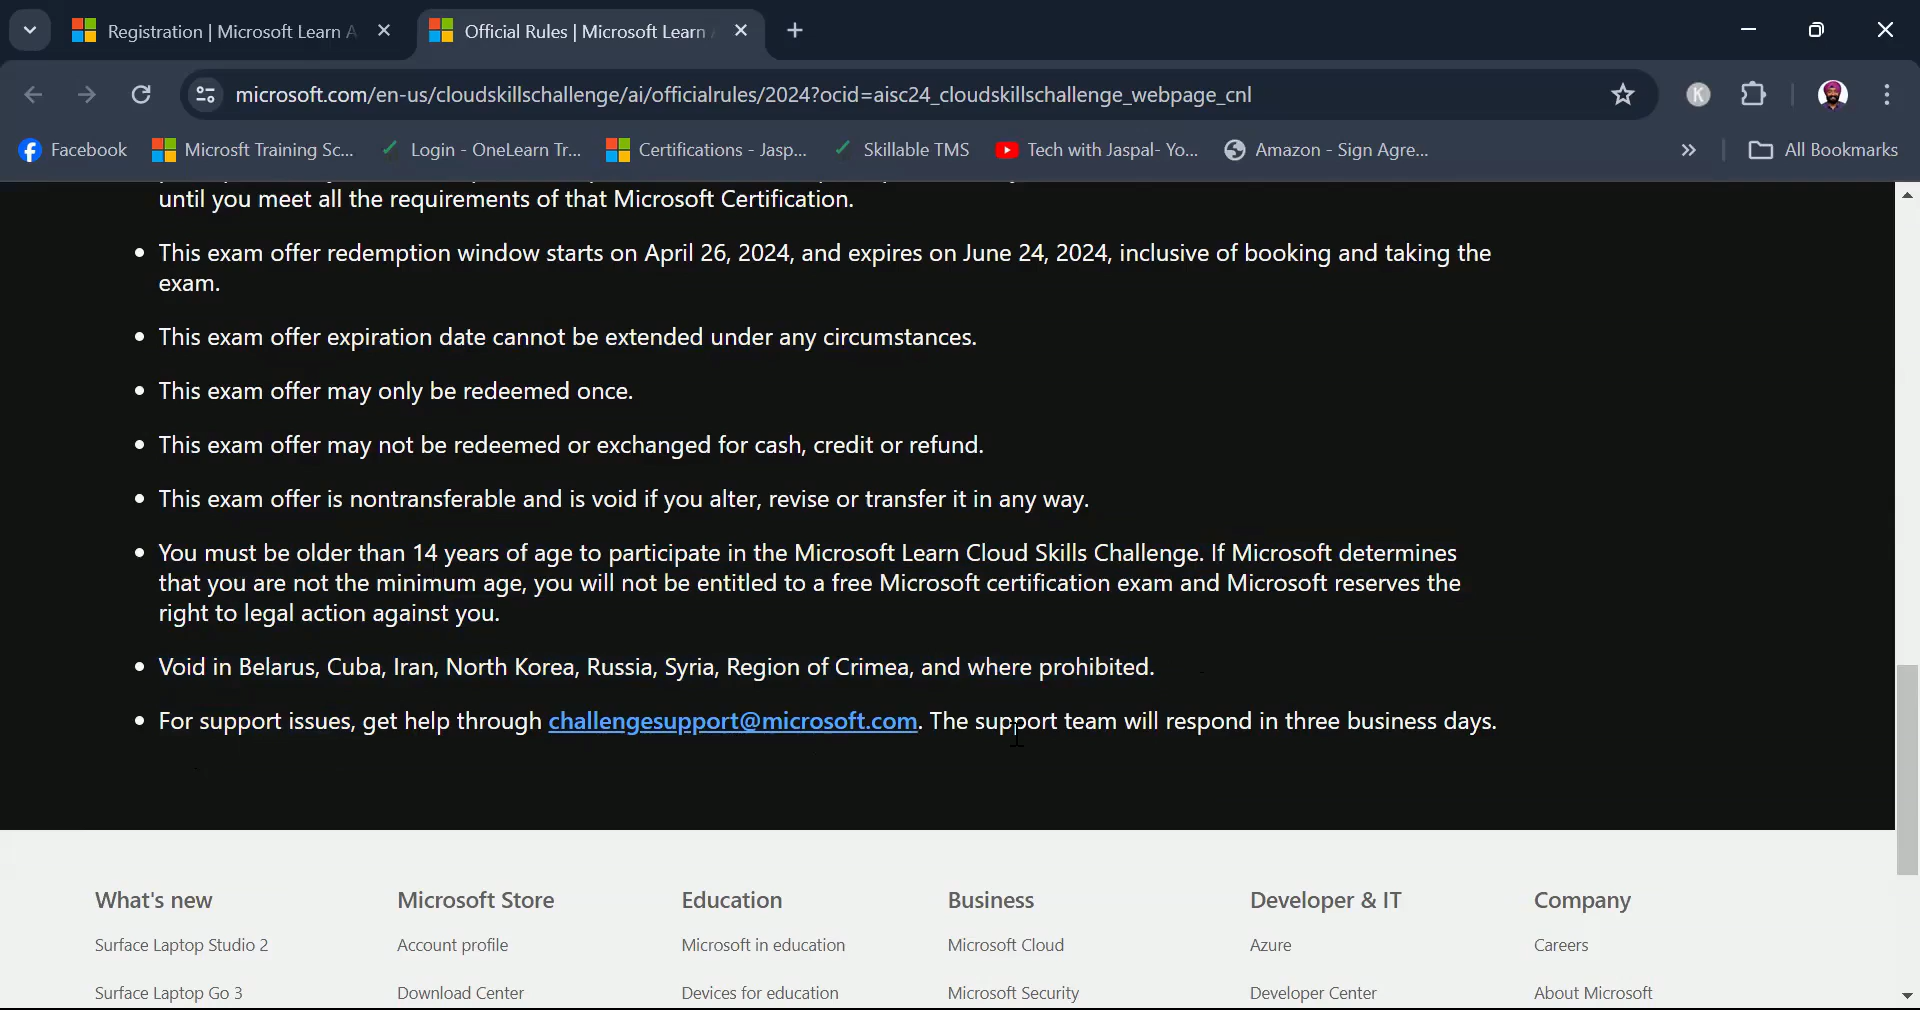 Registration | Microsoft Learn A
Official Rules | Microsoft Learn
microsoft.com/en-us/cloudskillschallenge/ai/officialrules/2024?ocid=aisc24_cloudskillschallenge_webpage_cnl
K
Facebook
Microsft Training Sc...
Login - OneLearn Tr...
Certifications - Jasp...
Skillable TMS
Tech with Jaspal- Yo...
Amazon - Sign Agre...
»
All Bookmarks
until you meet all the requirements of that Microsoft Certification.
• This exam offer redemption window starts on April 26, 2024, and expires on June 24, 2024, inclusive of booking and taking the
exam.
• This exam offer expiration date cannot be extended under any circumstances.
• This exam offer may only be redeemed once.
• This exam offer may not be redeemed or exchanged for cash, credit or refund.
• This exam offer is nontransferable and is void if you alter, revise or transfer it in any way.
• You must be older than 14 years of age to participate in the Microsoft Learn Cloud Skills Challenge. If Microsoft determines
that you are not the minimum age, you will not be entitled to a free Microsoft certification exam and Microsoft reserves the
right to legal action against you.
• Void in Belarus, Cuba, Iran, North Korea, Russia, Syria, Region of Crimea, and where prohibited.
• For support issues, get help through challengesupport@microsoft.com. The support team will respond in three business days.
What's new
Microsoft Store
Education
Business
Developer & IT
Company
Surface Laptop Studio 2
Account profile
Microsoft in education
Microsoft Cloud
Azure
Careers
Surface Laptop Go 3
Download Center
Devices for education
Microsoft Security
Developer Center
About Microsoft